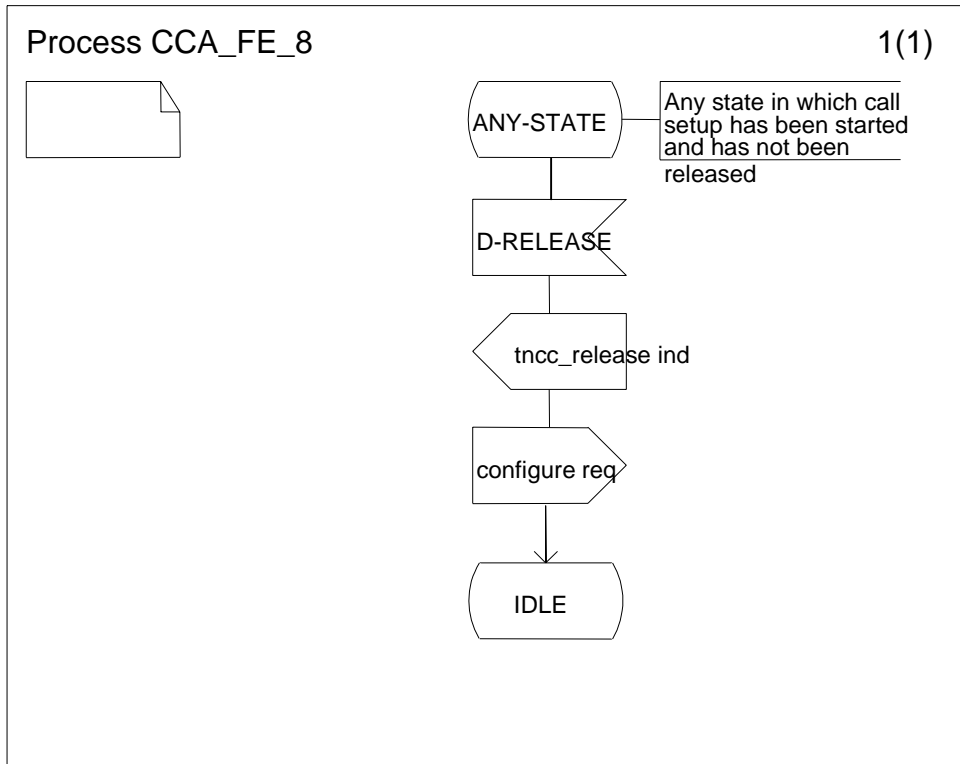 Process CCA_FE_8
1(1)
ANY-STATE
Any state in which call
setup has been started
and has not been
released
D-RELEASE
tncc_release ind
configure req
IDLE